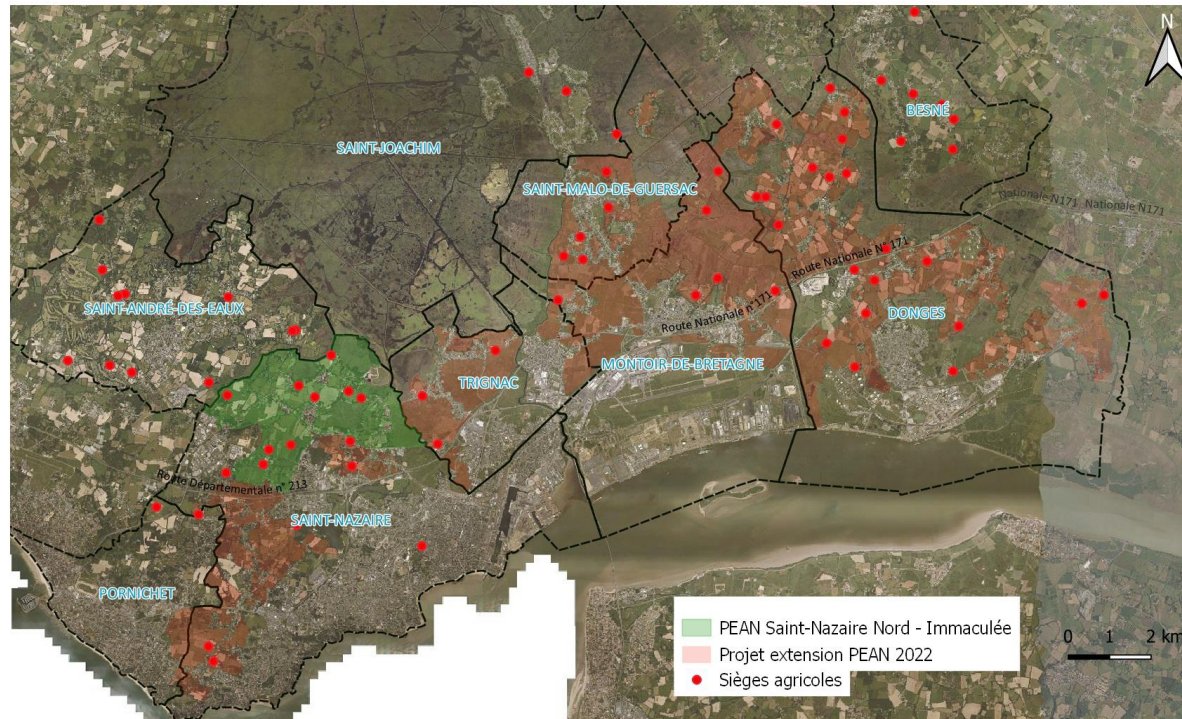 N
BESNÉ
SAINT-JOACHIM
SAINT-MALO-DE-GUERSAC
Nationale N171 Nationale N171
Route Nationale N° 171
SAINT-ANDRÉ-DES-EAUX
DONGES
Route Nationale n°171
MONTOIR-DE-BRETAGNE
TRIGNAC
Route Départementale n° 213
SAINT-NAZAIRE
PORNICHET
PEAN Saint-Nazaire Nord - Immaculée
Projet extension PEAN 2022
Sièges agricoles
0 1 2 km